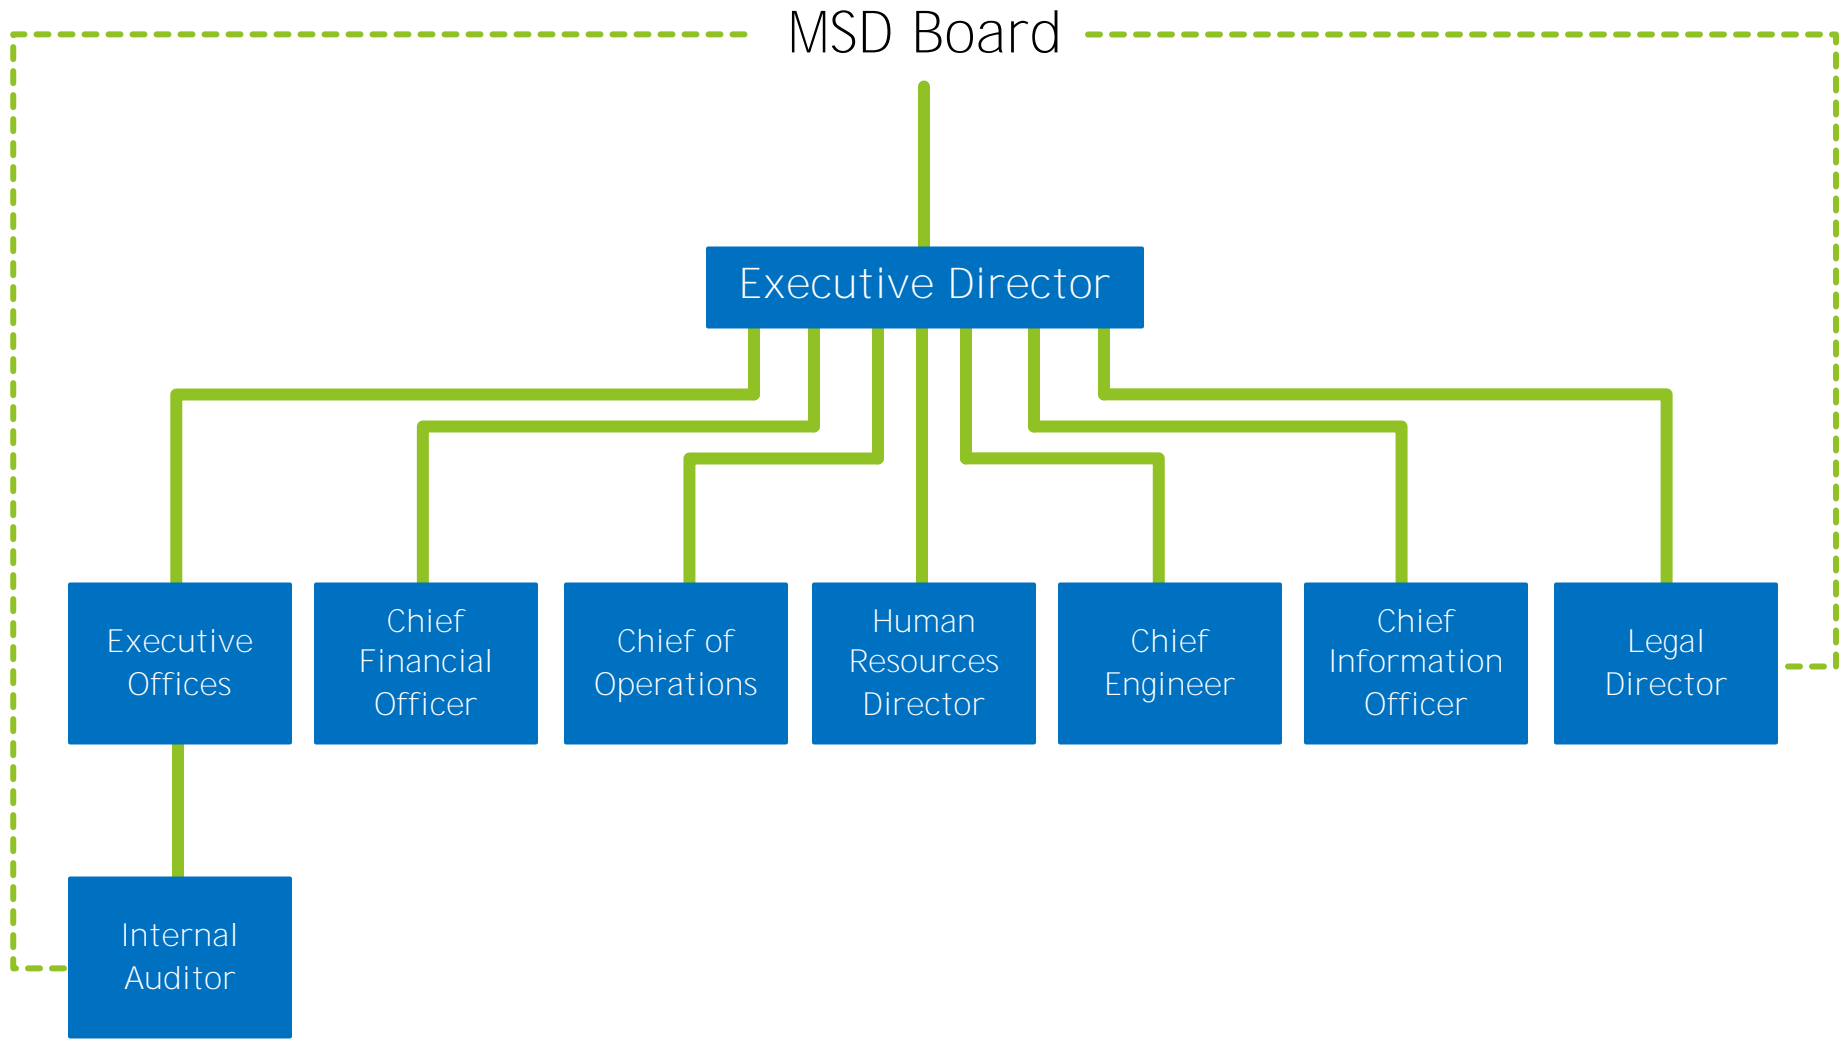 MSD Board
Executive Director
Executive
Offices
Chief
Financial
Officer
Chief of
Operations
Human
Resources
Director
Chief
Engineer
Chief
Information
Officer
Legal
Director
Internal
Auditor